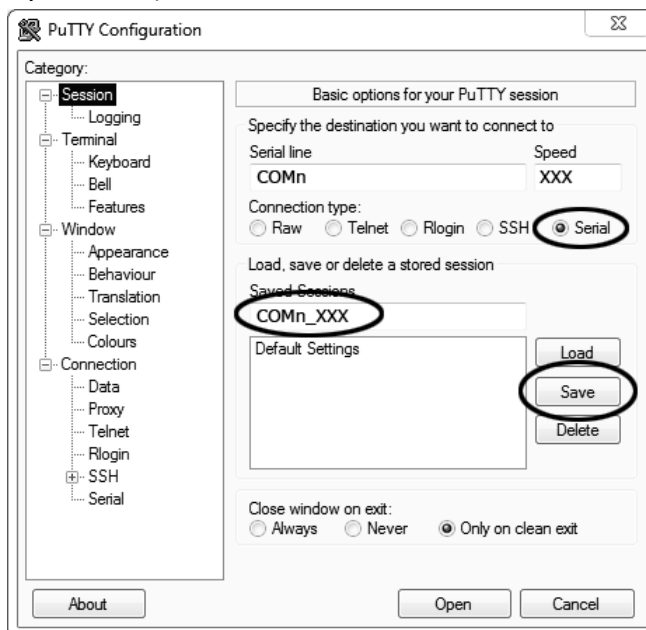 PuTTY Configuration
Category:
Session
Logging
Terminal
Keyboard
Bell
Features
Window
Appearance
Behaviour
Translation
Selection
Colours
Connection
Data
Proxy
Telnet
Rlogin
SSH
Serial
Basic options for your PuTTY session
Specify the destination you want to connect to
Serial line Speed
COMn XXX
Connection type:
Raw Telnet Rlogin SSH Serial
Load, save or delete a stored session
Saved Sessions
COMn_XXX
Default Settings
Load
Save
Delete
Close window on exit:
Always Never Only on clean exit
About Open Cancel